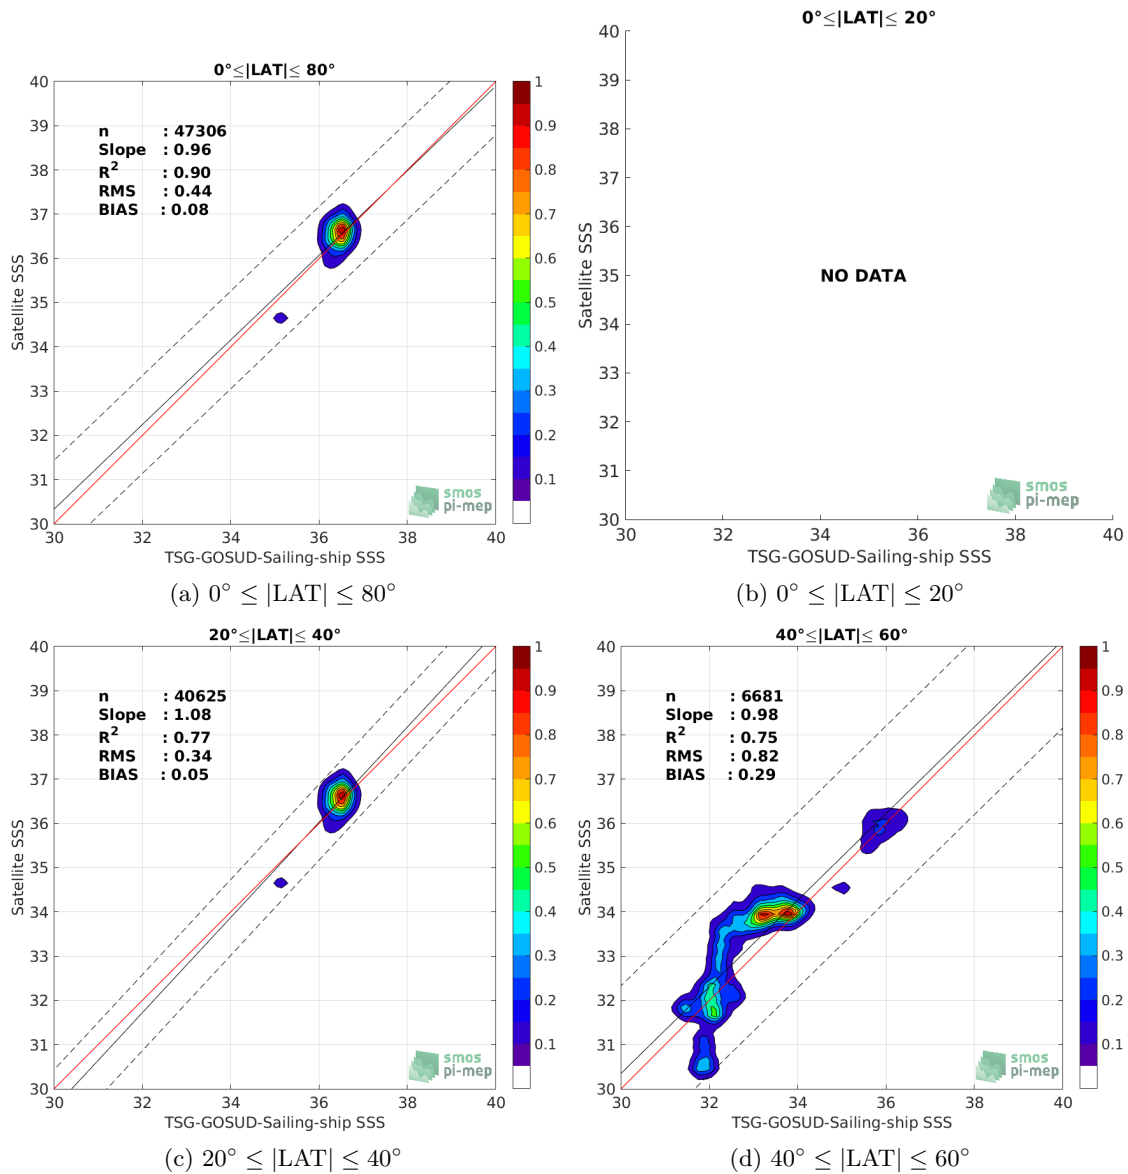 0°≤|LAT|≤ 80°
40
39
38
37
36
35
34
33
32
31
30
Satellite SSS
n : 47306
Slope : 0.96
R² : 0.90
RMS : 0.44
BIAS : 0.08
1
0.9
0.8
0.7
0.6
0.5
0.4
0.3
0.2
0.1
smos
pi-mep
30 32 34 36 38 40
TSG-GOSUD-Sailing-ship SSS
(a) 0° ≤ |LAT| ≤ 80°
0°≤|LAT|≤ 20°
40
39
38
37
36
35
34
33
32
31
30
Satellite SSS
NO DATA
smos
pi-mep
30 32 34 36 38 40
TSG-GOSUD-Sailing-ship SSS
(b) 0° ≤ |LAT| ≤ 20°
20°≤|LAT|≤ 40°
40
39
38
37
36
35
34
33
32
31
30
Satellite SSS
n : 40625
Slope : 1.08
R² : 0.77
RMS : 0.34
BIAS : 0.05
1
0.9
0.8
0.7
0.6
0.5
0.4
0.3
0.2
0.1
smos
pi-mep
30 32 34 36 38 40
TSG-GOSUD-Sailing-ship SSS
(c) 20° ≤ |LAT| ≤ 40°
40°≤|LAT|≤ 60°
40
39
38
37
36
35
34
33
32
31
30
Satellite SSS
n : 6681
Slope : 0.98
R² : 0.75
RMS : 0.82
BIAS : 0.29
1
0.9
0.8
0.7
0.6
0.5
0.4
0.3
0.2
0.1
smos
pi-mep
30 32 34 36 38 40
TSG-GOSUD-Sailing-ship SSS
(d) 40° ≤ |LAT| ≤ 60°